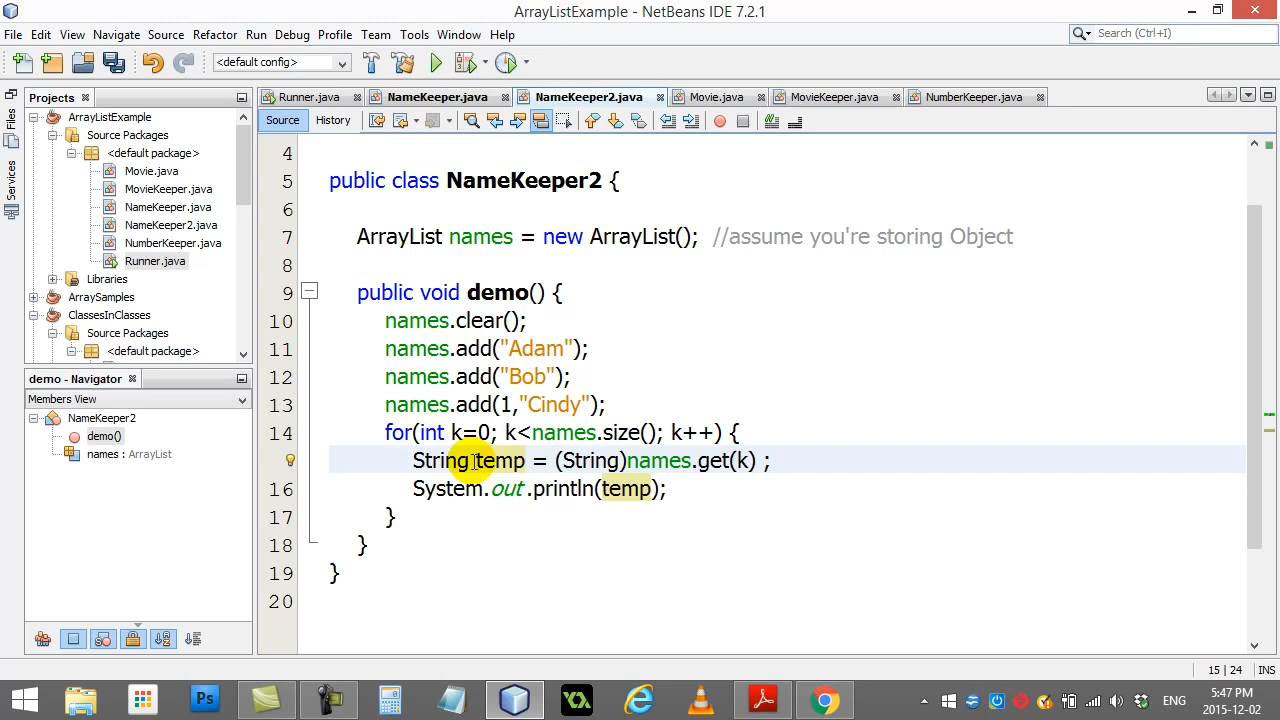 ArrayListExample - NetBeans IDE 7.2.1
File Edit View Navigate Source Refactor Run Debug Profile Team Tools Window Help
Search (Ctrl+I)
<default config>
Files
Services
Projects
ArrayListExample
Source Packages
<default package>
Movie.java
MovieKeeper.java
NameKeeper.java
NameKeeper2.java
NumberKeeper.java
Runner.java
Libraries
ArraySamples
ClassesInClasses
Source Packages
<default package>
demo - Navigator
Members View
NameKeeper2
demo()
names : ArrayList
Runner.java NameKeeper.java NameKeeper2.java Movie.java MovieKeeper.java NumberKeeper.java
Source History
4
5 public class NameKeeper2 {
6
7 ArrayList names = new ArrayList(); //assume you're storing Object
8
9 public void demo() {
10 names.clear();
11 names.add("Adam");
12 names.add("Bob");
13 names.add(1,"Cindy");
14 for(int k=0; k<names.size(); k++) {
String temp = (String)names.get(k) ;
16 System.out.println(temp);
17 }
18 }
19 }
20
15 | 24 INS
Ps
ENG
5:47 PM
2015-12-02